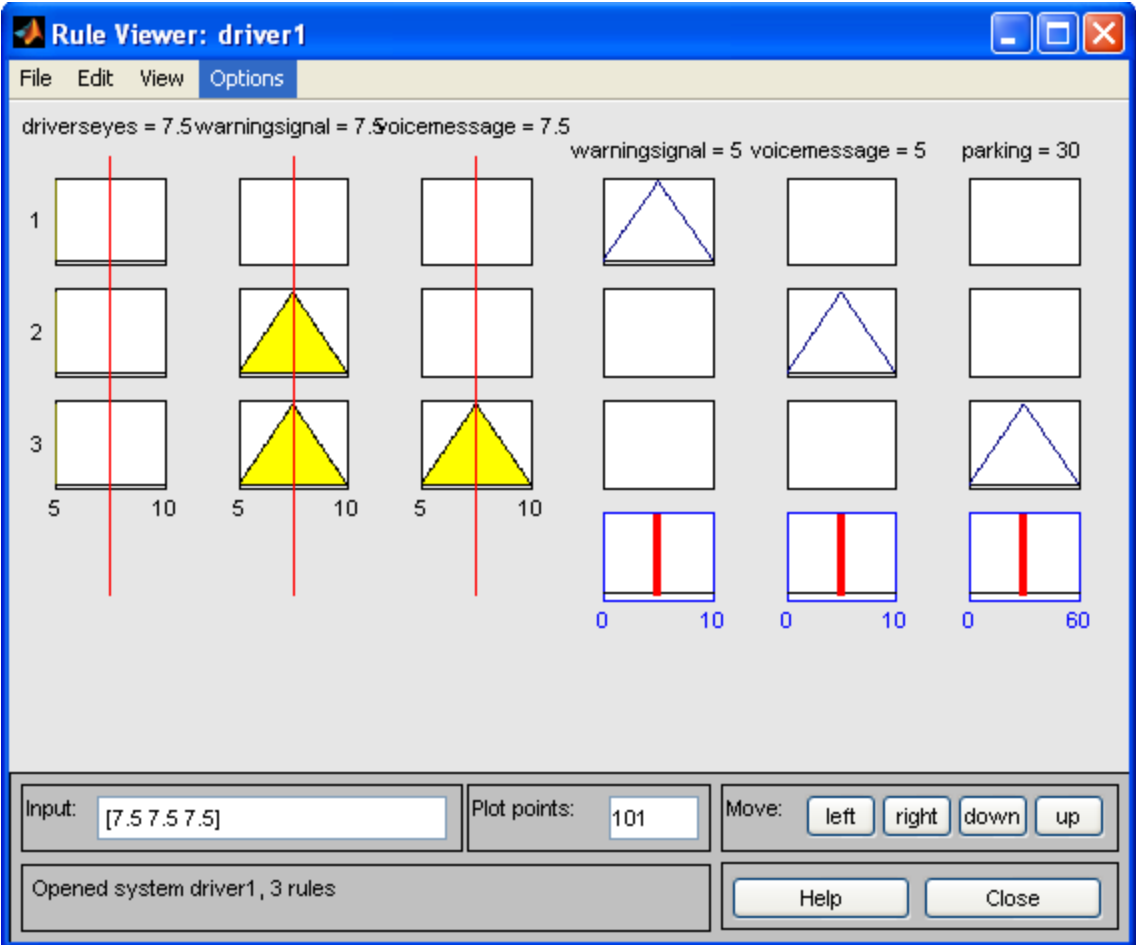 Rule Viewer: driver1
File Edit View Options
driverseyes = 7.5 warningsignal = 7.5 voicemessage = 7.5
warningsignal = 5 voicemessage = 5 parking = 30
1
2
3
5 10 5 10 5 10
0 10 0 10 0 60
Input: [7.5 7.5 7.5] Plot points: 101 Move: left right down up
Opened system driver1, 3 rules Help Close